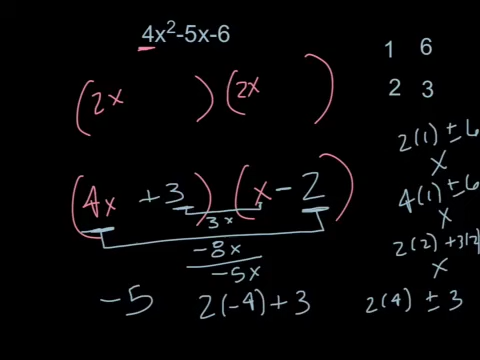 4x²-5x-6
1 6
2 3
(2x ) (2x )
2(1) ± 6
x
(4x + 3) (x - 2)
3x
4(1) ± 6
x
-8x
-5x
2(2) + 3(2)
x
-5 2(-4) + 3 2(4) ± 3